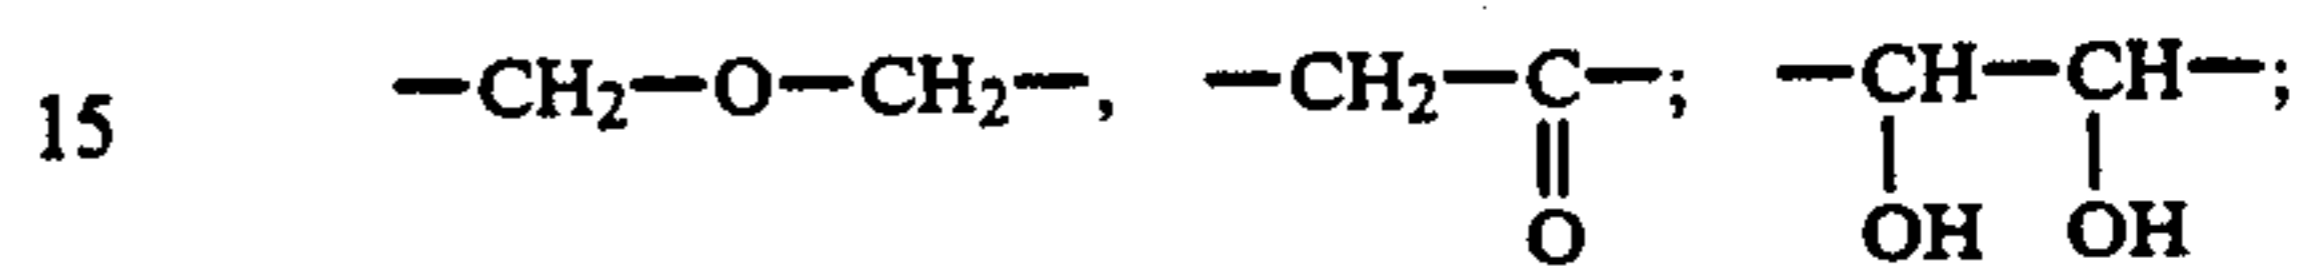 15 —CH₂—O—CH₂—, —CH₂—C—; —CH—CH—;
O OH OH